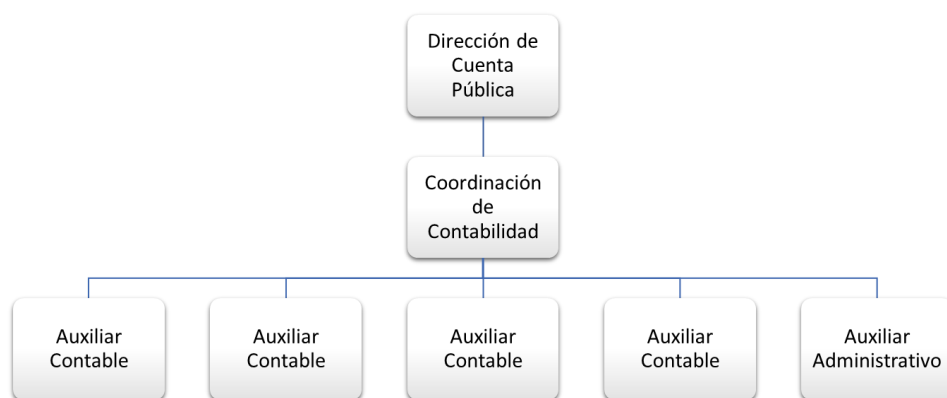 Dirección de
Cuenta
Pública
Coordinación
de
Contabilidad
Auxiliar
Contable
Auxiliar
Contable
Auxiliar
Contable
Auxiliar
Contable
Auxiliar
Administrativo